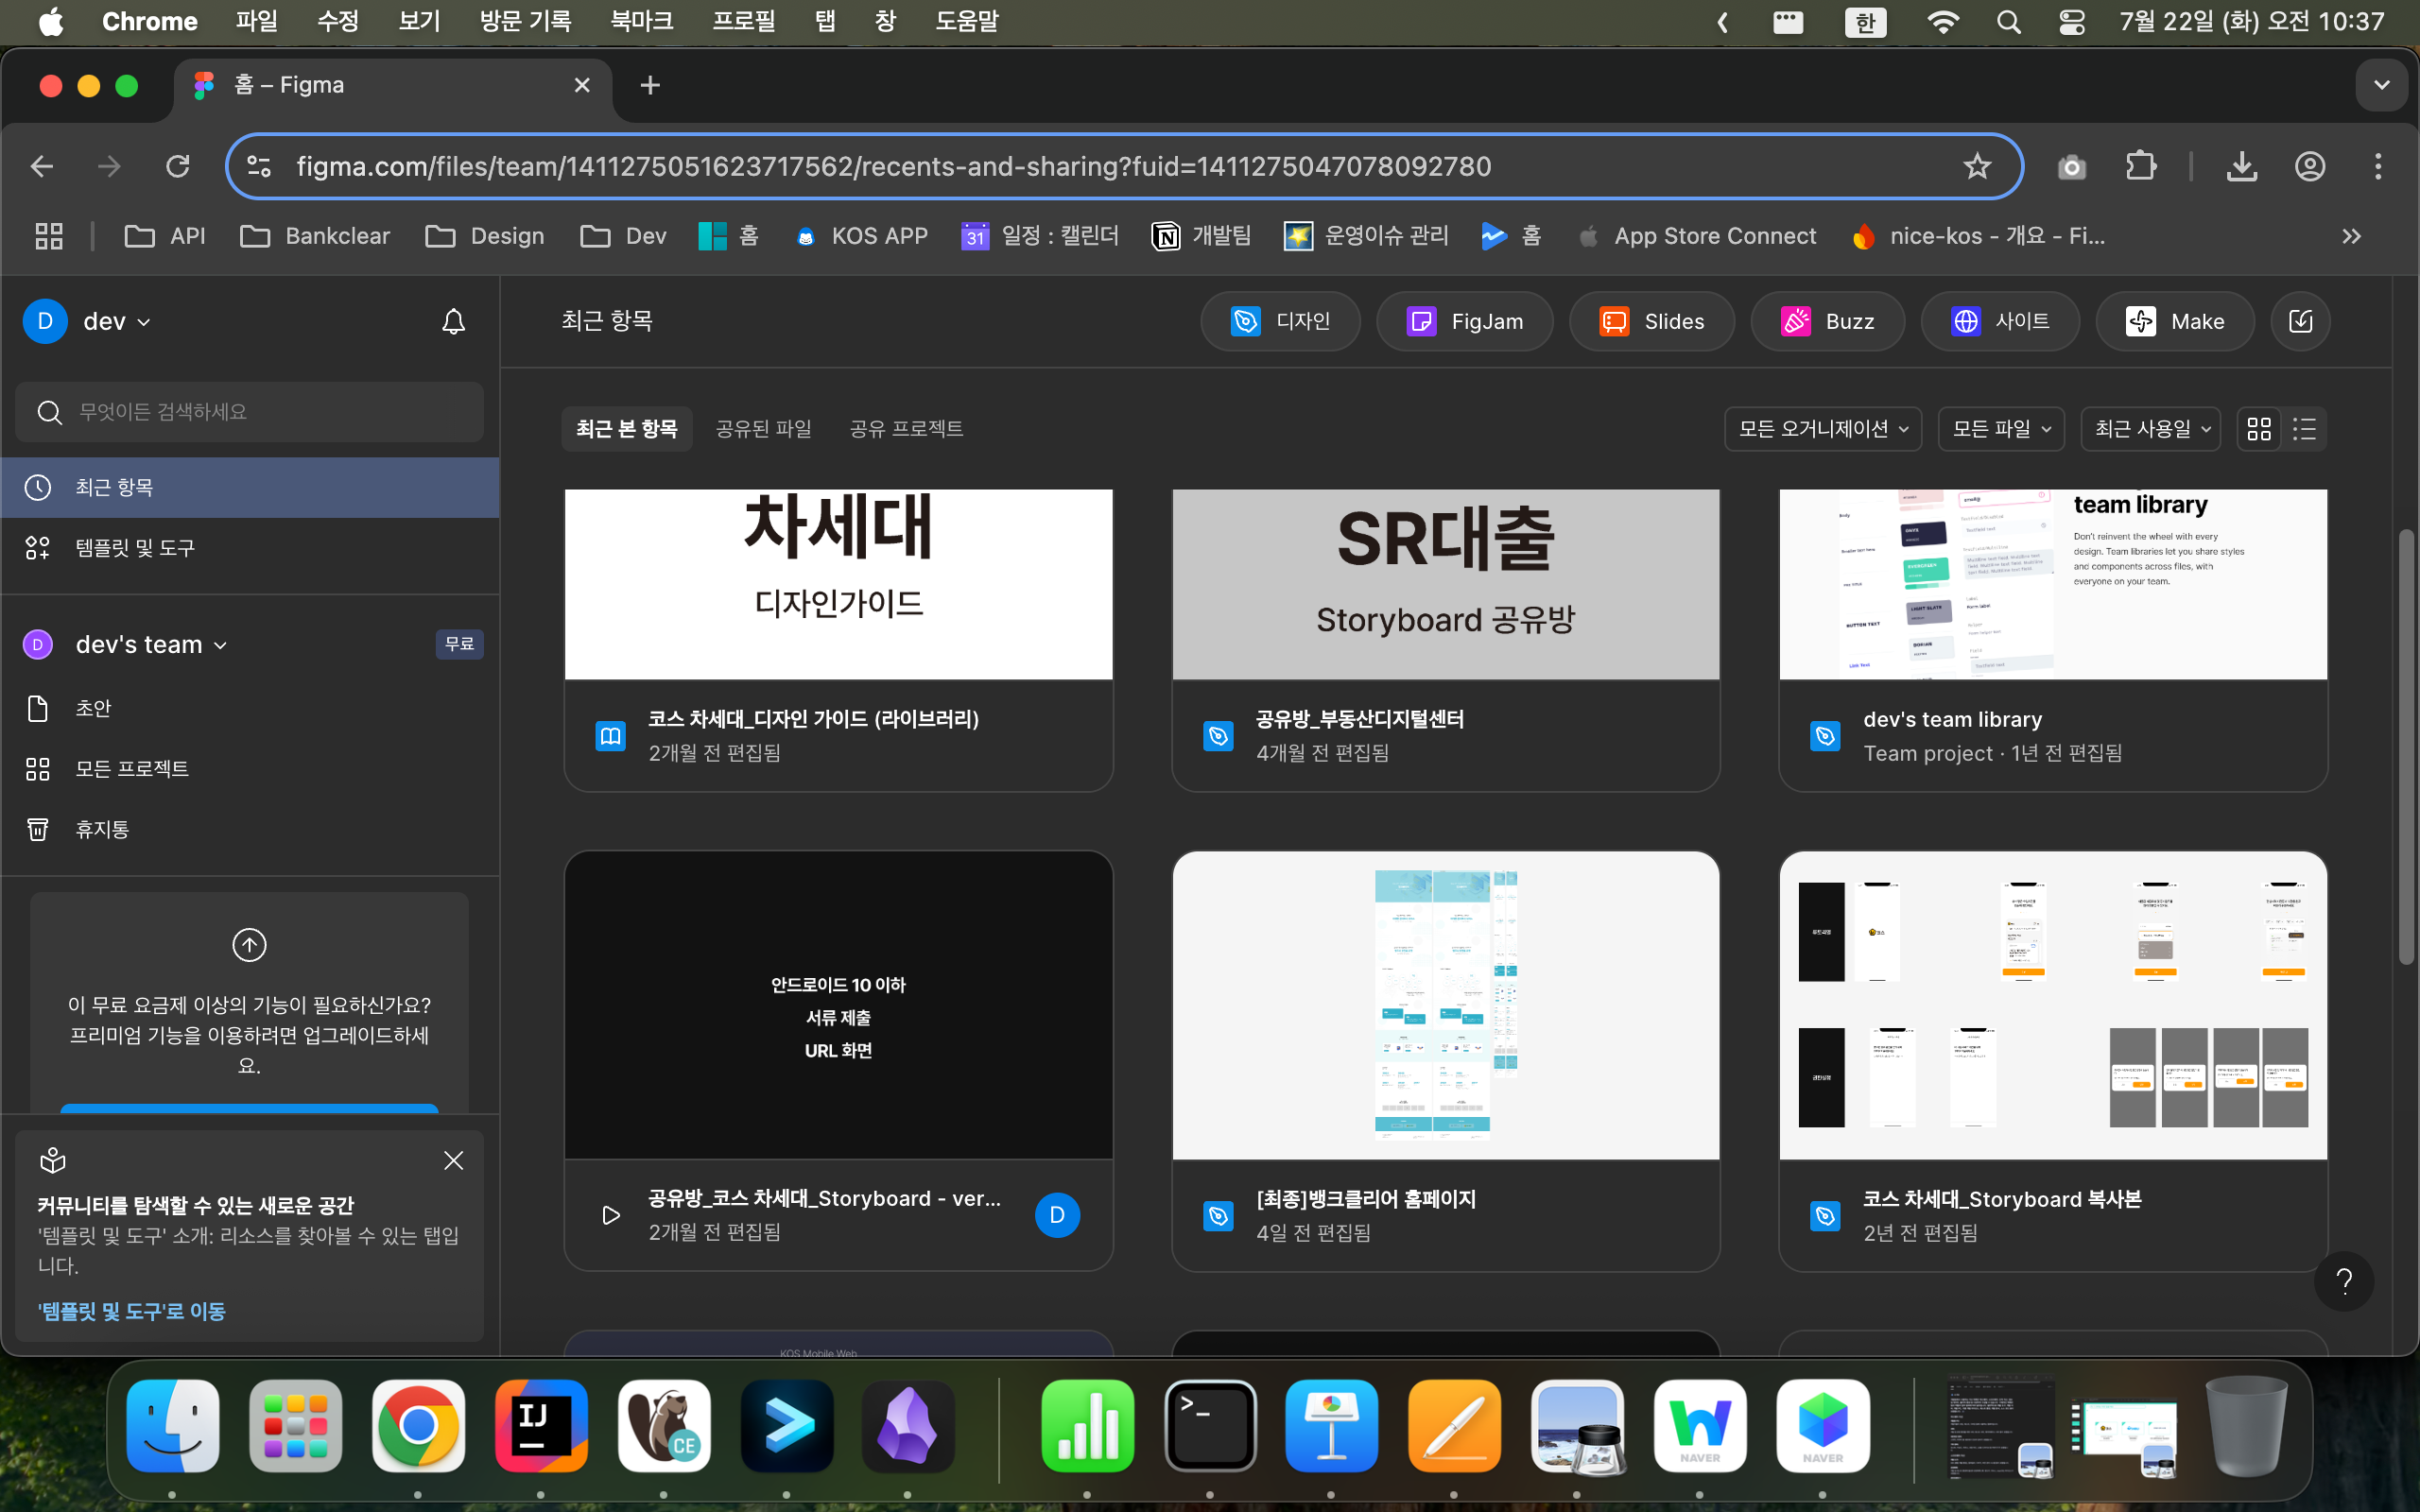 Chrome 파일 수정 보기 방문 기록 북마크 프로필 탭 창 도움말 한 7월 22일 (화) 오전 10:37
홈 – Figma
figma.com/files/team/1411275051623717562/recents-and-sharing?fuid=1411275047078092780
API Bankclear Design Dev 홈 KOS APP 31 일정 : 캘린더 개발팀 운영이슈 관리 홈 App Store Connect nice-kos - 개요 - Fi...
D dev
최근 항목
디자인 FigJam Slides Buzz 사이트 Make
무엇이든 검색하세요
최근 항목
템플릿 및 도구
D dev's team 무료
초안
모든 프로젝트
휴지통
이 무료 요금제 이상의 기능이 필요하신가요?
프리미엄 기능을 이용하려면 업그레이드하세
요.
커뮤니티를 탐색할 수 있는 새로운 공간
'템플릿 및 도구' 소개: 리소스를 찾아볼 수 있는 탭입
니다.
'템플릿 및 도구'로 이동
최근 본 항목 공유된 파일 공유 프로젝트 모든 오거니제이션 모든 파일 최근 사용일
차세대
디자인가이드
코스 차세대_디자인 가이드 (라이브러리)
2개월 전 편집됨
SR대출
Storyboard 공유방
공유방_부동산디지털센터
4개월 전 편집됨
team library
Don't reinvent the wheel with every
design. Team libraries let you share styles
and components across files, with
everyone on your team.
BUTTON TEXT
LIGHT SLATE
dev's team library
Team project · 1년 전 편집됨
안드로이드 10 이하
서류 제출
URL 화면
공유방_코스 차세대_Storyboard - ver...
2개월 전 편집됨
D
[최종]뱅크클리어 홈페이지
4일 전 편집됨
코스 차세대_Storyboard 복사본
2년 전 편집됨
KOS Mobile Web
?
IJ
CE
>_
NAVER
NAVER